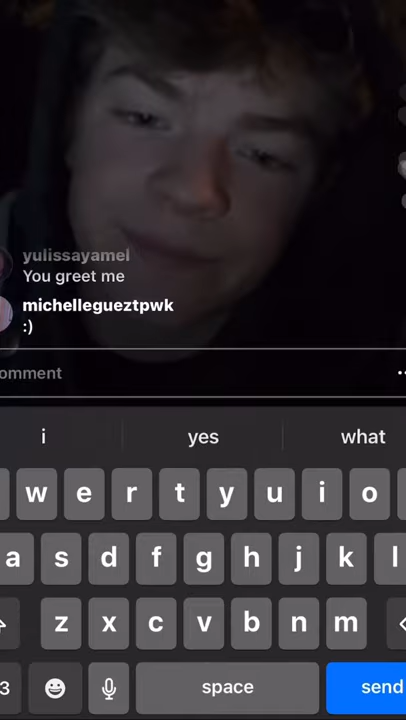 yulissayamel
You greet me
michellegueztpwk
:)
omment
i yes what
w e r t y u i o
a s d f g h j k l
z x c v b n m
3 space send